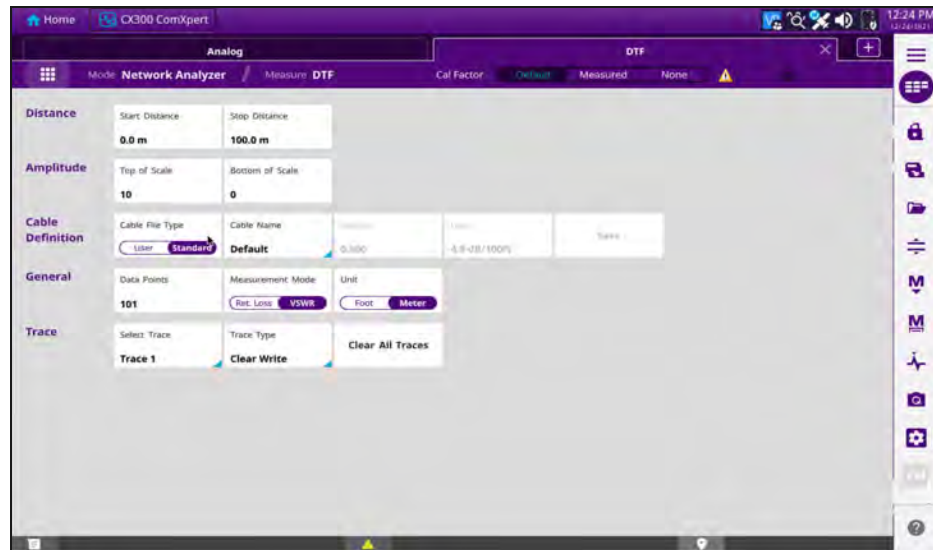 Home CX300 ComXpert 12:24 PM
Analog DTF
Mode Network Analyzer / Measure DTF Cal Factor Default Measured None
Distance Start Distance Stop Distance
0.0 m 100.0 m
Amplitude Top of Scale Bottom of Scale
10 0
Cable Definition Cable File Type Cable Name
User Standard Default 0.800 Save
General Data Points Measurement Mode Unit
101 Ret. Loss VSWR Foot Meter
Trace Select Trace Trace Type Clear All Traces
Trace 1 Clear Write
M
M